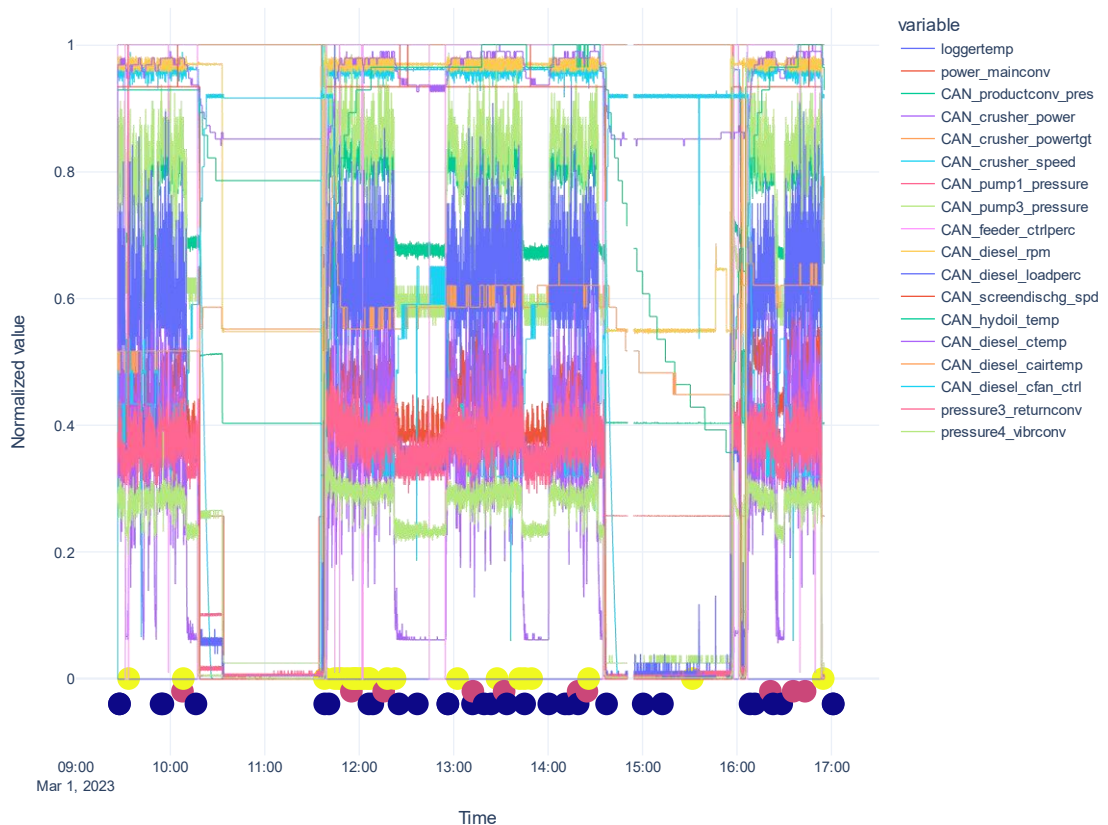 variable
loggertemp
power_mainconv
CAN_productconv_pres
CAN_crusher_power
CAN_crusher_powertgt
CAN_crusher_speed
CAN_pump1_pressure
CAN_pump3_pressure
CAN_feeder_ctrlperc
CAN_diesel_rpm
CAN_diesel_loadperc
CAN_screendischg_spd
CAN_hydoil_temp
CAN_diesel_ctemp
CAN_diesel_cairtemp
CAN_diesel_cfan_ctrl
pressure3_returnconv
pressure4_vibrconv
Normalized value
1
0.8
0.6
0.4
0.2
0
09:00 10:00 11:00 12:00 13:00 14:00 15:00 16:00 17:00
Mar 1, 2023
Time